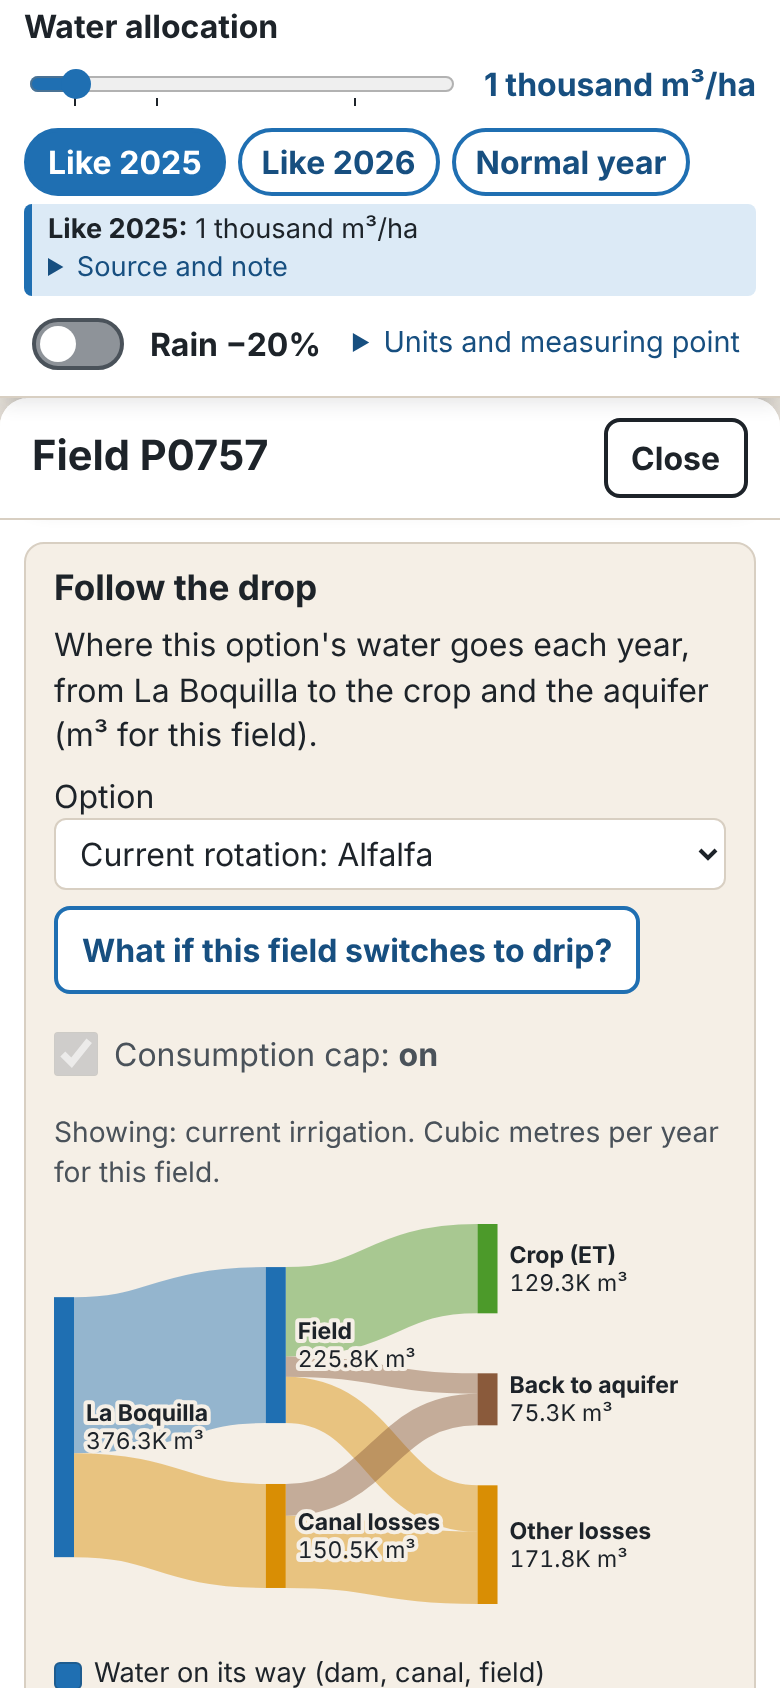 Water allocation
1 thousand m³/ha
Like 2025
Like 2026
Normal year
Like 2025: 1 thousand m³/ha
Source and note
Rain −20%
Units and measuring point
Field P0757
Close
Follow the drop
Where this option's water goes each year,
from La Boquilla to the crop and the aquifer
(m³ for this field).
Option
Current rotation: Alfalfa
What if this field switches to drip?
Consumption cap: on
Showing: current irrigation. Cubic metres per year
for this field.
Crop (ET)
129.3K m³
Field
225.8K m³
Back to aquifer
75.3K m³
La Boquilla
376.3K m³
Canal losses
150.5K m³
Other losses
171.8K m³
Water on its way (dam, canal, field)